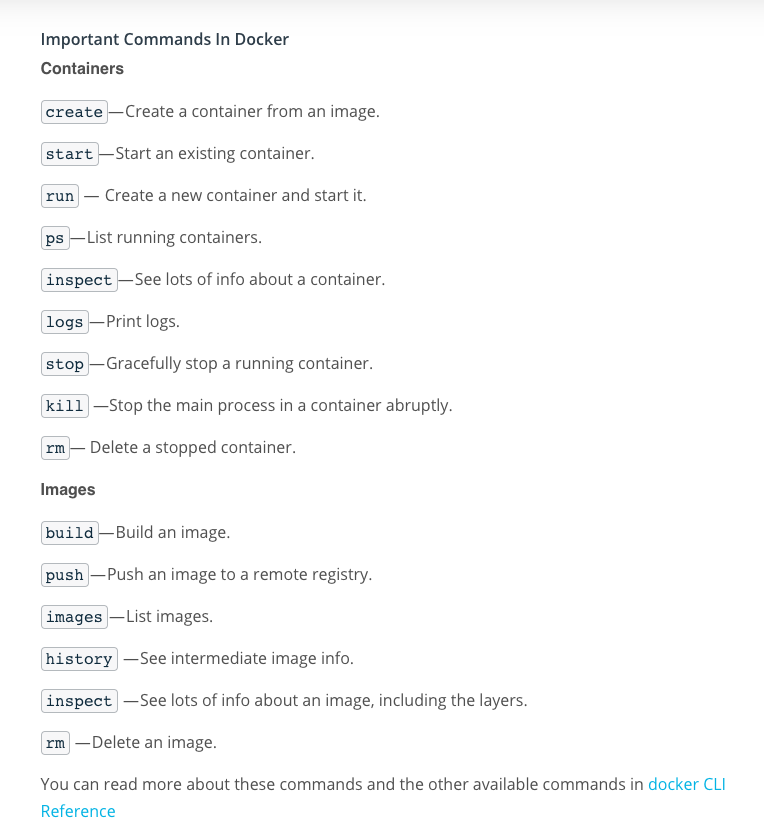 Important Commands In Docker
Containers
create—Create a container from an image.
start—Start an existing container.
run — Create a new container and start it.
ps—List running containers.
inspect—See lots of info about a container.
logs—Print logs.
stop—Gracefully stop a running container.
kill —Stop the main process in a container abruptly.
rm— Delete a stopped container.
Images
build—Build an image.
push—Push an image to a remote registry.
images—List images.
history —See intermediate image info.
inspect —See lots of info about an image, including the layers.
rm —Delete an image.
You can read more about these commands and the other available commands in docker CLI
Reference